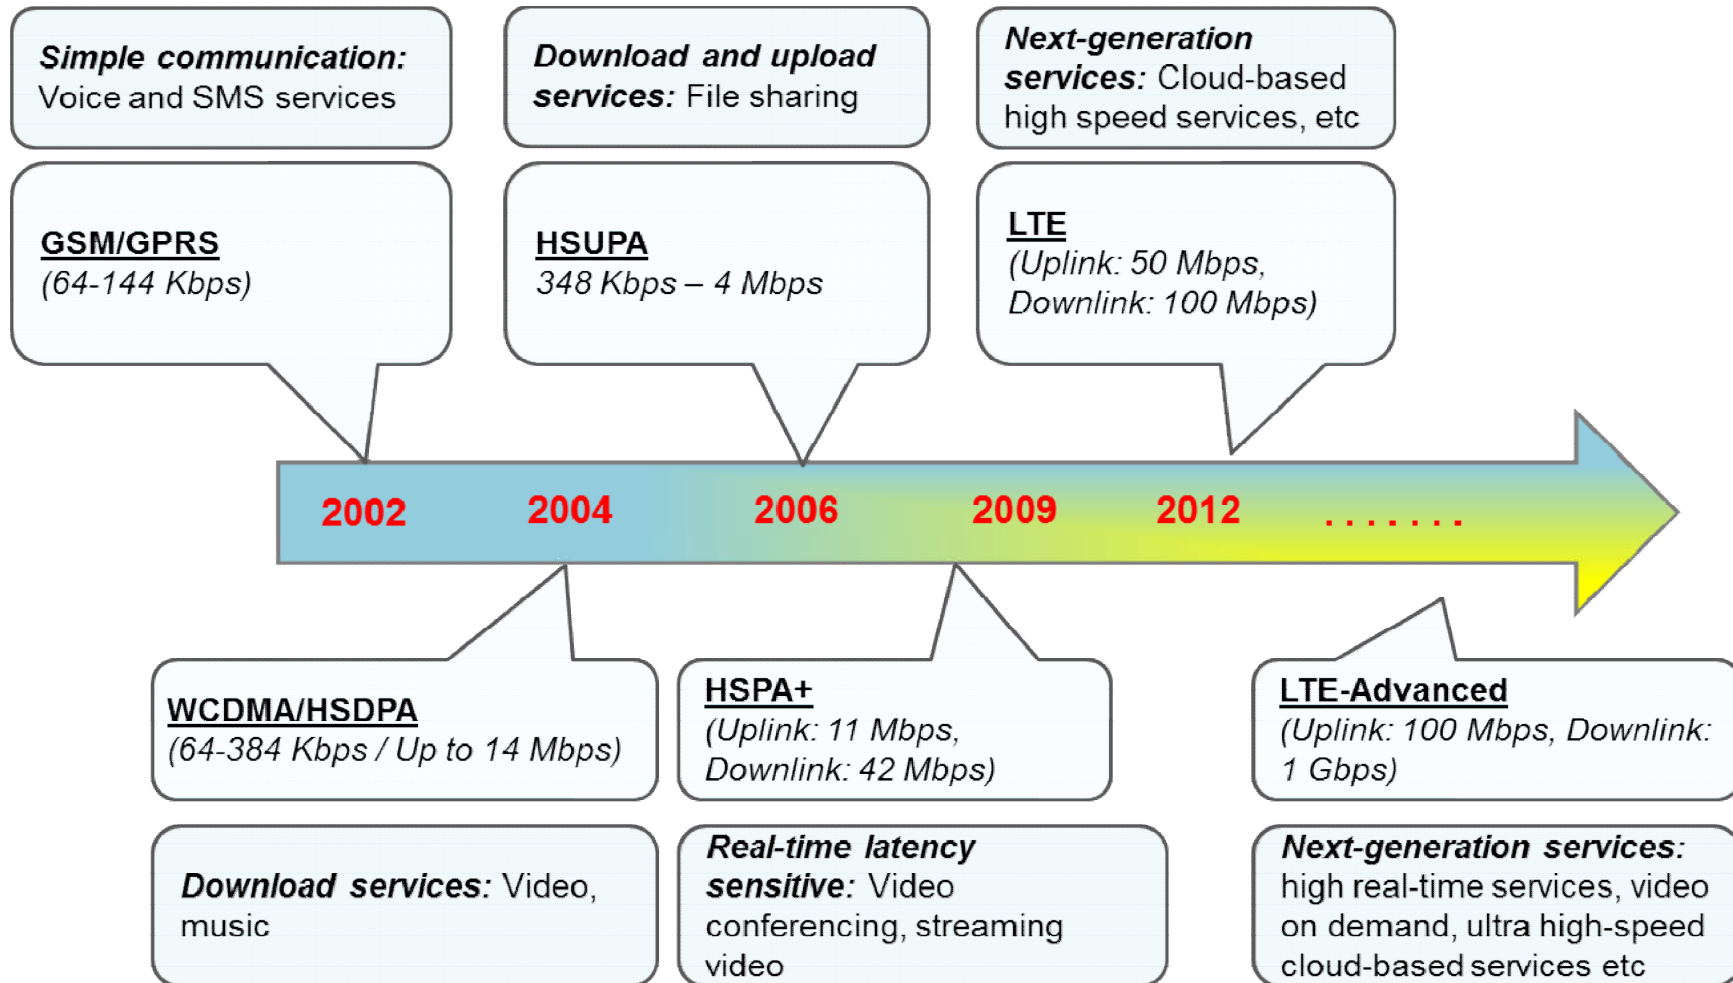 Simple communication:
Voice and SMS services
Download and upload
services: File sharing
Next-generation
services: Cloud-based
high speed services, etc
GSM/GPRS
(64-144 Kbps)
HSUPA
348 Kbps – 4 Mbps
LTE
(Uplink: 50 Mbps,
Downlink: 100 Mbps)
2002
2004
2006
2009
2012
.......
WCDMA/HSDPA
(64-384 Kbps / Up to 14 Mbps)
HSPA+
(Uplink: 11 Mbps,
Downlink: 42 Mbps)
LTE-Advanced
(Uplink: 100 Mbps, Downlink:
1 Gbps)
Download services: Video,
music
Real-time latency
sensitive: Video
conferencing, streaming
video
Next-generation services:
high real-time services, video
on demand, ultra high-speed
cloud-based services etc